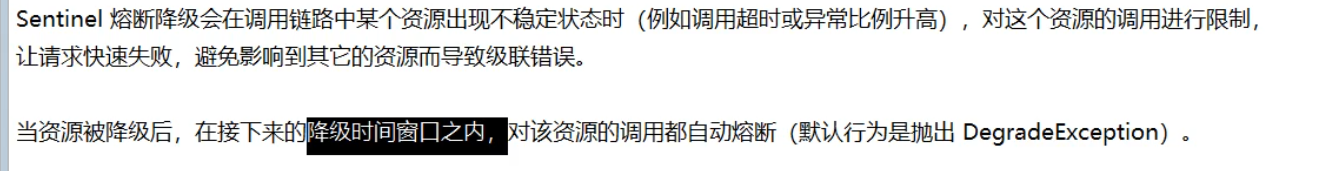 Sentinel 熔断降级会在调用链路中某个资源出现不稳定状态时（例如调用超时或异常比例升高），对这个资源的调用进行限制，
让请求快速失败，避免影响到其它的资源而导致级联错误。
当资源被降级后，在接下来的降级时间窗口之内，对该资源的调用都自动熔断（默认行为是抛出 DegradeException）。